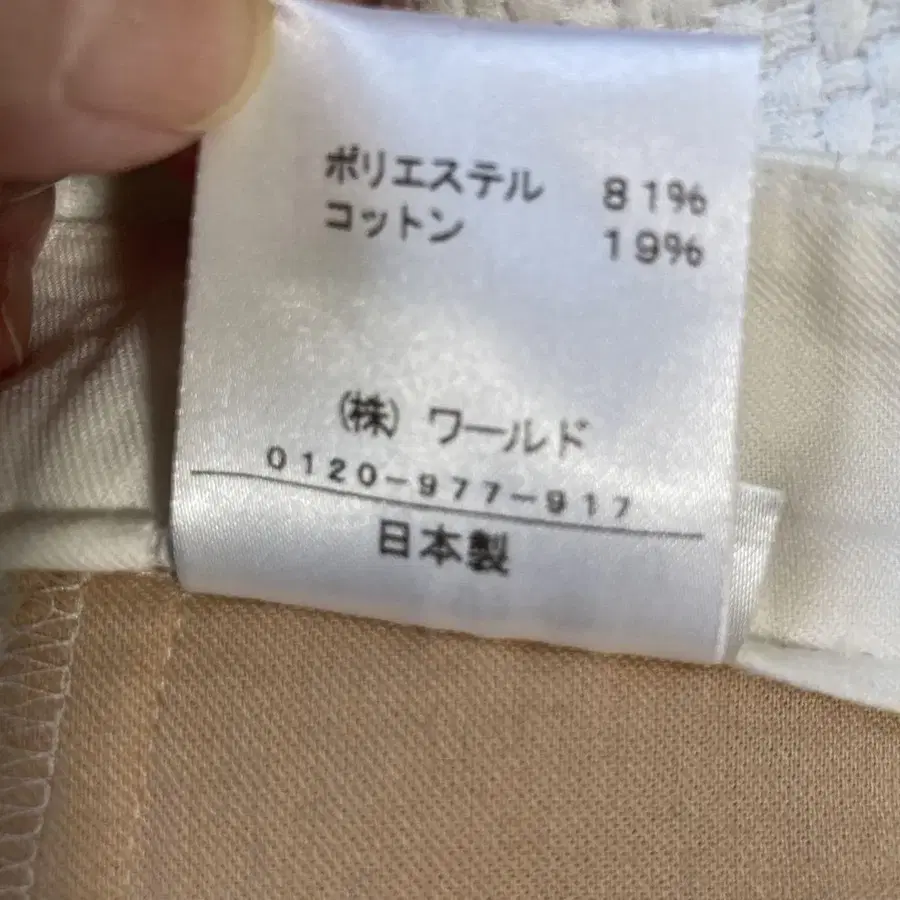 ポリエステル 81%
コットン 19%
(株) ワールド
0120-977-917
日本製